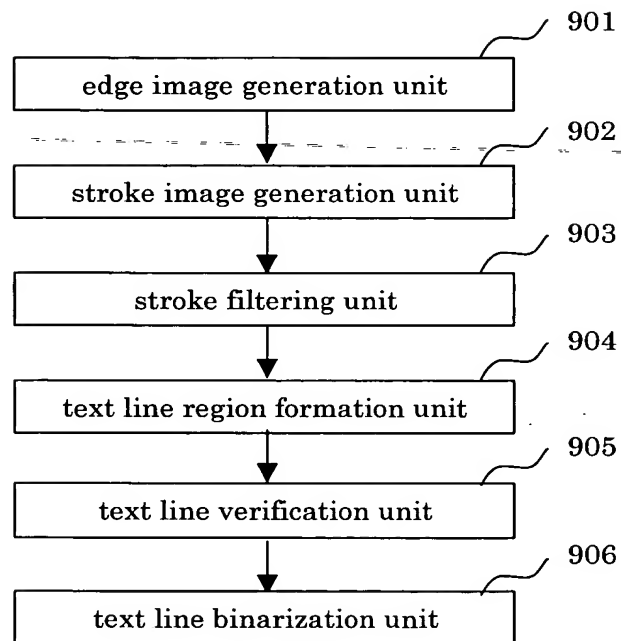 901
edge image generation unit
902
stroke image generation unit
903
stroke filtering unit
904
text line region formation unit
905
text line verification unit
906
text line binarization unit